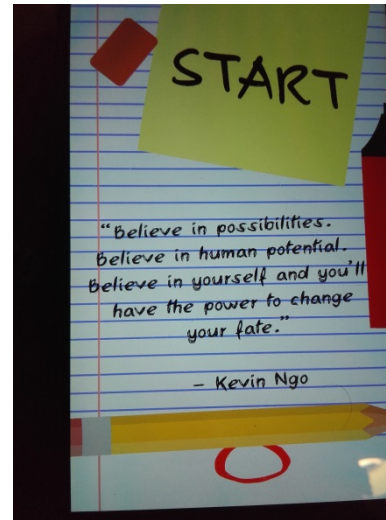 START
“Believe in possibilities.
Believe in human potential.
Believe in yourself and you'll
have the power to change
your fate.”
– Kevin Ngo